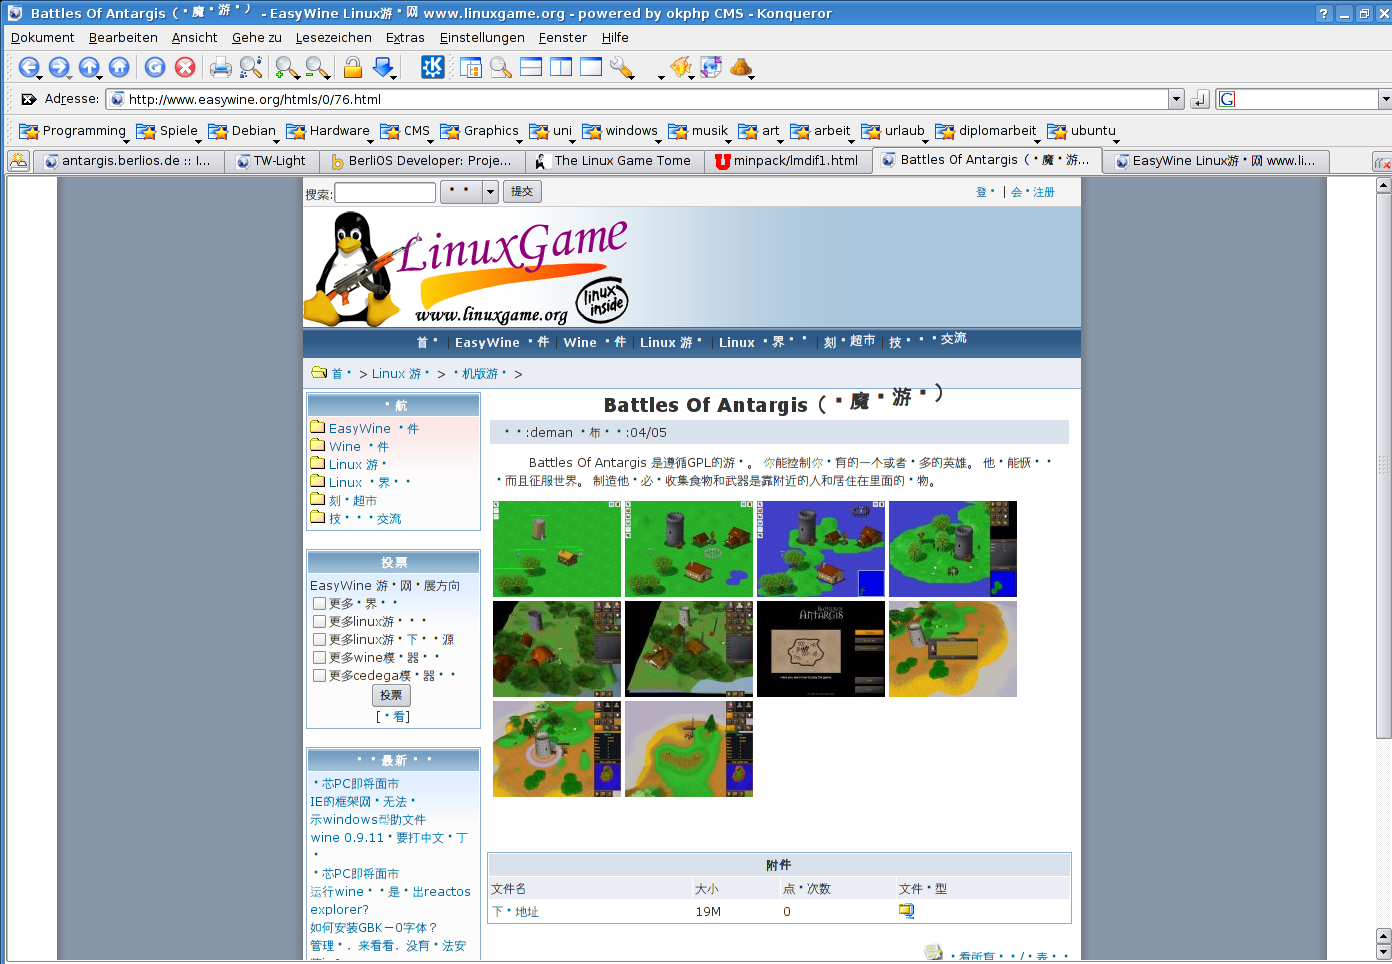 Battles Of Antargis (・魔・游・) - EasyWine Linux游・网 www.linuxgame.org - powered by okphp CMS - Konqueror
Dokument Bearbeiten Ansicht Gehe zu Lesezeichen Extras Einstellungen Fenster Hilfe
Adresse: http://www.easywine.org/htmls/0/76.html
Programming Spiele Debian Hardware CMS Graphics uni windows musik art arbeit urlaub diplomarbeit ubuntu
antargis.berlios.de :: I... TW-Light BerliOS Developer: Proje... The Linux Game Tome minpack/lmdif1.html Battles Of Antargis (・魔・游... EasyWine Linux游・网 www.li...
搜索: ・・ 提交 登・ | 会・注册
LinuxGame
linux inside
www.linuxgame.org
首・ | EasyWine ・件 | Wine ・件 | Linux 游・ | Linux ・界・・ | 刻・超市 | 技・・・交流
首・ > Linux 游・ > ・机版游・ >
・航
EasyWine ・件
Wine ・件
Linux 游・
Linux ・界・・
刻・超市
技・・・交流
投票
EasyWine 游・网・展方向
更多・界・・
更多linux游・・・
更多linux游・下・・源
更多wine模・器・・
更多cedega模・器・・
投票
[・看]
・・最新・・
・芯PC即将面市
IE的框架网・无法・
示windows帮助文件
wine 0.9.11・要打中文・丁
・
・芯PC即将面市
运行wine・・是・出reactos
explorer?
如何安装GBK－0字体?
管理・，来看看，没有・法安
Battles Of Antargis (・魔・游・)
・・:deman ・布・・:04/05
Battles Of Antargis 是遵循GPL的游・。 你能控制你・育的一个或者・多的英雄。 他・能恢・・
・而且征服世界。 制造他・必・收集食物和武器是靠附近的人和居住在里面的・物。
BATTLES OF
ANTARGIS
附件
文件名 大小 点・次数 文件・型
下・地址 19M 0
・看所有・・/・表・・